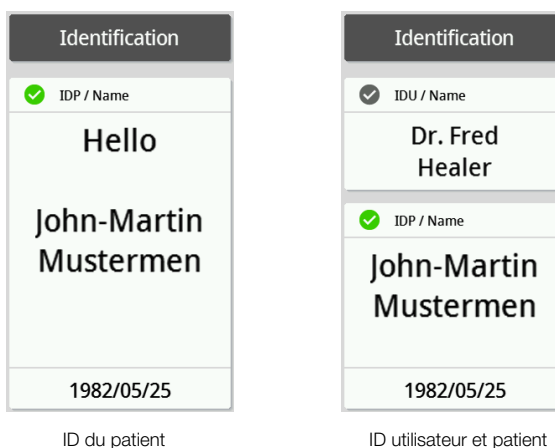 Identification
IDP / Name
Hello
John-Martin
Mustermen
1982/05/25
ID du patient
Identification
IDU / Name
Dr. Fred
Healer
IDP / Name
John-Martin
Mustermen
1982/05/25
ID utilisateur et patient